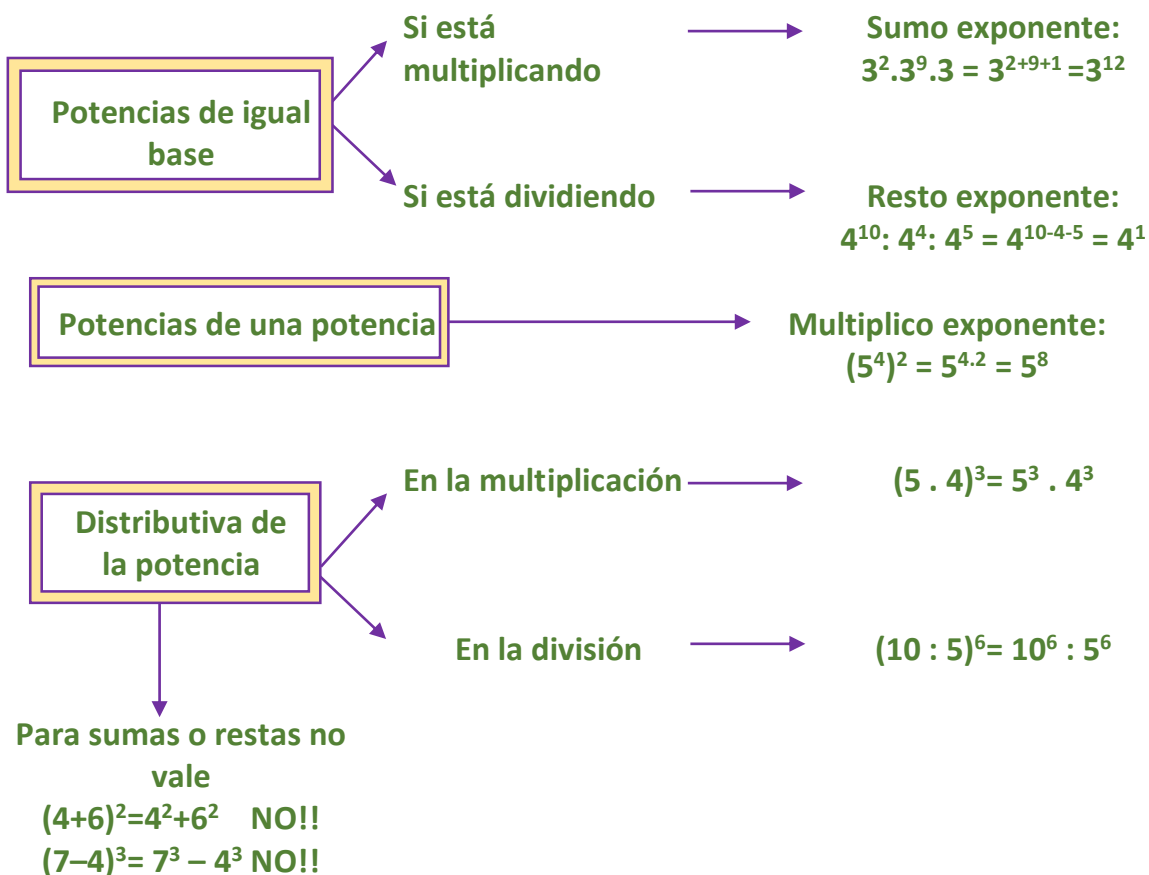 Potencias de igual
base
Si está
multiplicando
Sumo exponente:
3².3⁹.3 = 3²⁺⁹⁺¹ =3¹²
Si está dividiendo
Resto exponente:
4¹⁰: 4⁴: 4⁵ = 4¹⁰⁻⁴⁻⁵ = 4¹
Potencias de una potencia
Multiplico exponente:
(5⁴)² = 5⁴·² = 5⁸
Distributiva de
la potencia
En la multiplicación
(5 . 4)³= 5³ . 4³
En la división
(10 : 5)⁶= 10⁶ : 5⁶
Para sumas o restas no
vale
(4+6)²=4²+6² NO!!
(7–4)³= 7³ – 4³ NO!!